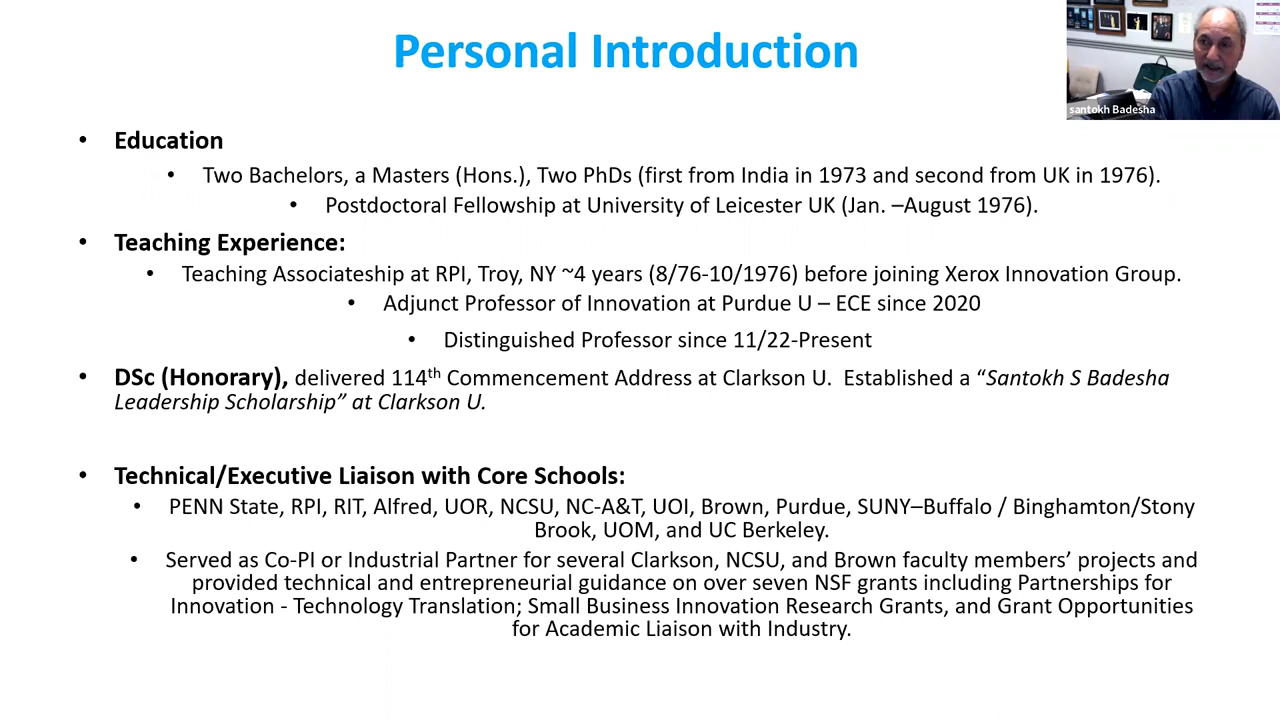 Personal Introduction
santokh Badesha
• Education
• Two Bachelors, a Masters (Hons.), Two PhDs (first from India in 1973 and second from UK in 1976).
• Postdoctoral Fellowship at University of Leicester UK (Jan. –August 1976).
• Teaching Experience:
• Teaching Associateship at RPI, Troy, NY ~4 years (8/76-10/1976) before joining Xerox Innovation Group.
• Adjunct Professor of Innovation at Purdue U – ECE since 2020
• Distinguished Professor since 11/22-Present
• DSc (Honorary), delivered 114th Commencement Address at Clarkson U. Established a “Santokh S Badesha
Leadership Scholarship” at Clarkson U.
• Technical/Executive Liaison with Core Schools:
• PENN State, RPI, RIT, Alfred, UOR, NCSU, NC-A&T, UOI, Brown, Purdue, SUNY–Buffalo / Binghamton/Stony
Brook, UOM, and UC Berkeley.
• Served as Co-PI or Industrial Partner for several Clarkson, NCSU, and Brown faculty members’ projects and
provided technical and entrepreneurial guidance on over seven NSF grants including Partnerships for
Innovation - Technology Translation; Small Business Innovation Research Grants, and Grant Opportunities
for Academic Liaison with Industry.